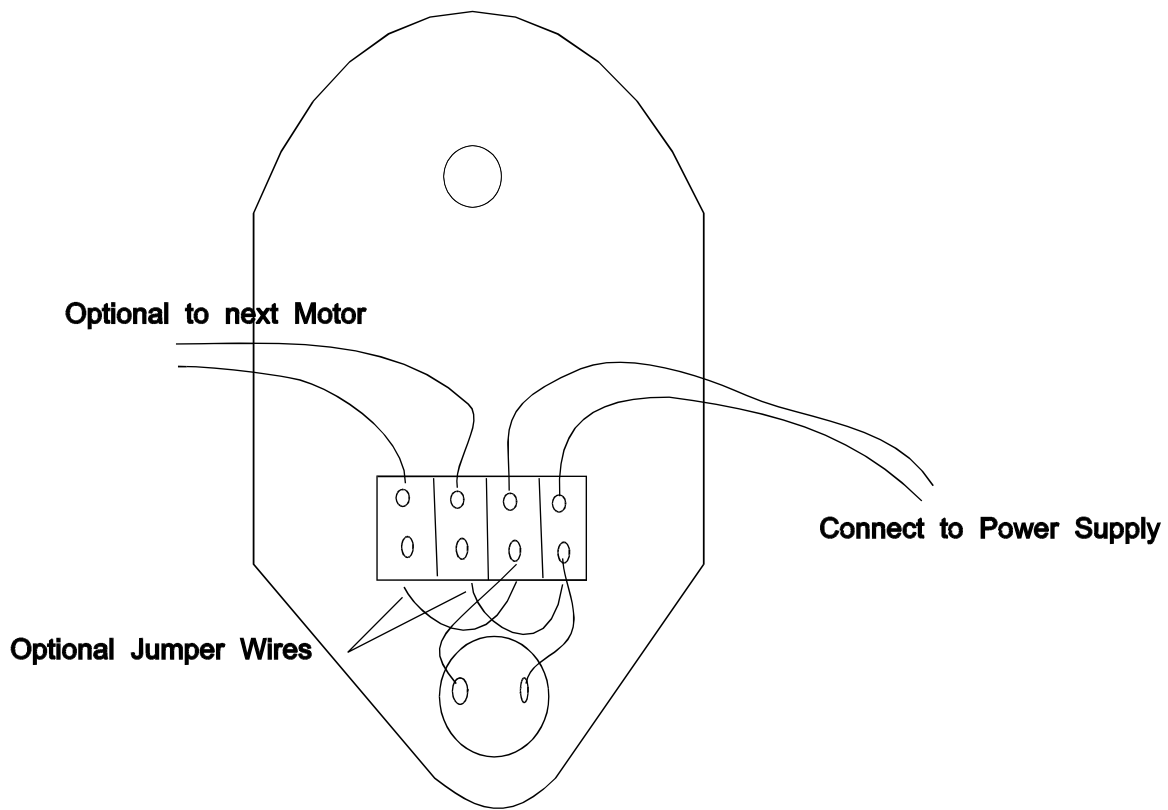 Optional to next Motor
Connect to Power Supply
Optional Jumper Wires